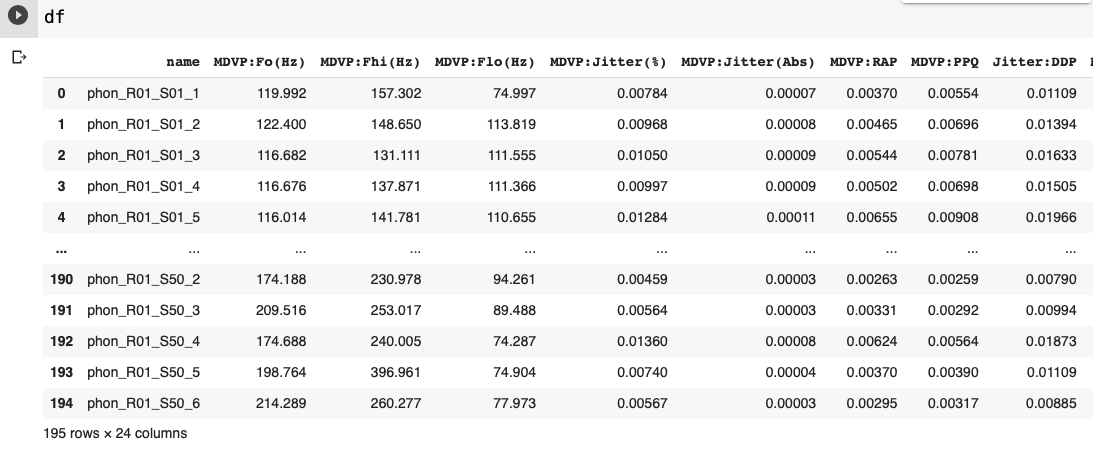 df
name MDVP:Fo(Hz) MDVP:Fhi(Hz) MDVP:Flo(Hz) MDVP:Jitter(%) MDVP:Jitter(Abs) MDVP:RAP MDVP:PPQ Jitter:DDP
0 phon_R01_S01_1 119.992 157.302 74.997 0.00784 0.00007 0.00370 0.00554 0.01109
1 phon_R01_S01_2 122.400 148.650 113.819 0.00968 0.00008 0.00465 0.00696 0.01394
2 phon_R01_S01_3 116.682 131.111 111.555 0.01050 0.00009 0.00544 0.00781 0.01633
3 phon_R01_S01_4 116.676 137.871 111.366 0.00997 0.00009 0.00502 0.00698 0.01505
4 phon_R01_S01_5 116.014 141.781 110.655 0.01284 0.00011 0.00655 0.00908 0.01966
... ... ... ... ... ... ... ... ... ...
190 phon_R01_S50_2 174.188 230.978 94.261 0.00459 0.00003 0.00263 0.00259 0.00790
191 phon_R01_S50_3 209.516 253.017 89.488 0.00564 0.00003 0.00331 0.00292 0.00994
192 phon_R01_S50_4 174.688 240.005 74.287 0.01360 0.00008 0.00624 0.00564 0.01873
193 phon_R01_S50_5 198.764 396.961 74.904 0.00740 0.00004 0.00370 0.00390 0.01109
194 phon_R01_S50_6 214.289 260.277 77.973 0.00567 0.00003 0.00295 0.00317 0.00885
195 rows × 24 columns